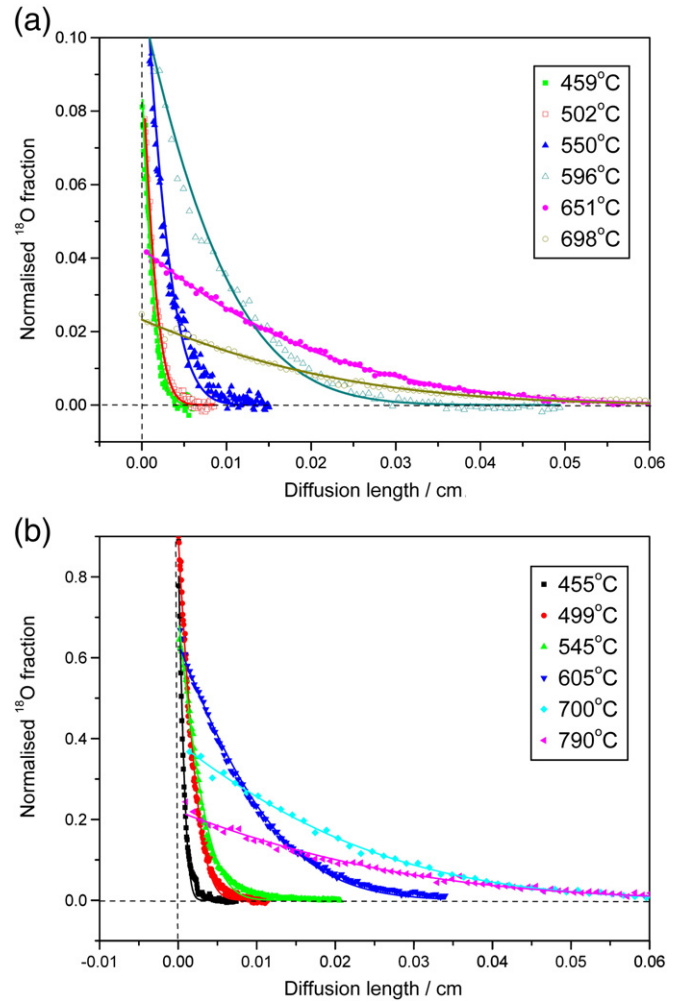 (a)
0.10
0.08
0.06
0.04
0.02
0.00
Normalised ¹⁸O fraction
459°C
502°C
550°C
596°C
651°C
698°C
0.00 0.01 0.02 0.03 0.04 0.05 0.06
Diffusion length / cm
(b)
0.8
0.6
0.4
0.2
0.0
Normalised ¹⁸O fraction
455°C
499°C
545°C
605°C
700°C
790°C
-0.01 0.00 0.01 0.02 0.03 0.04 0.05 0.06
Diffusion length / cm